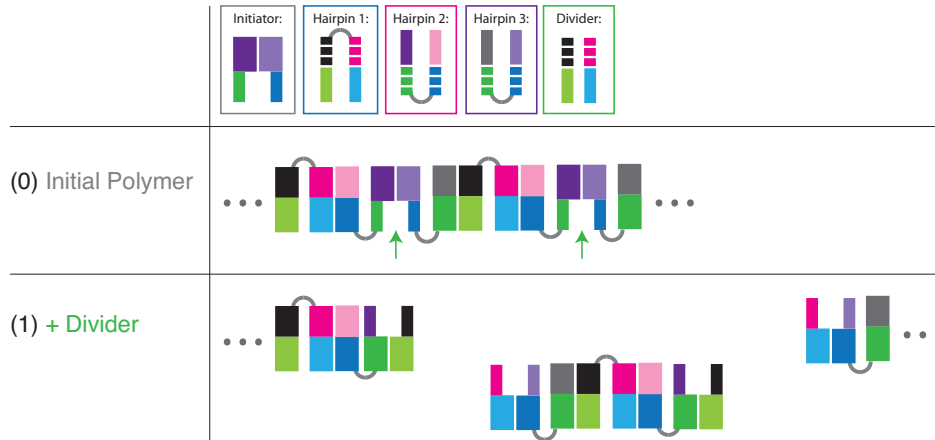 Initiator: Hairpin 1: Hairpin 2: Hairpin 3: Divider:
(0) Initial Polymer
(1) + Divider